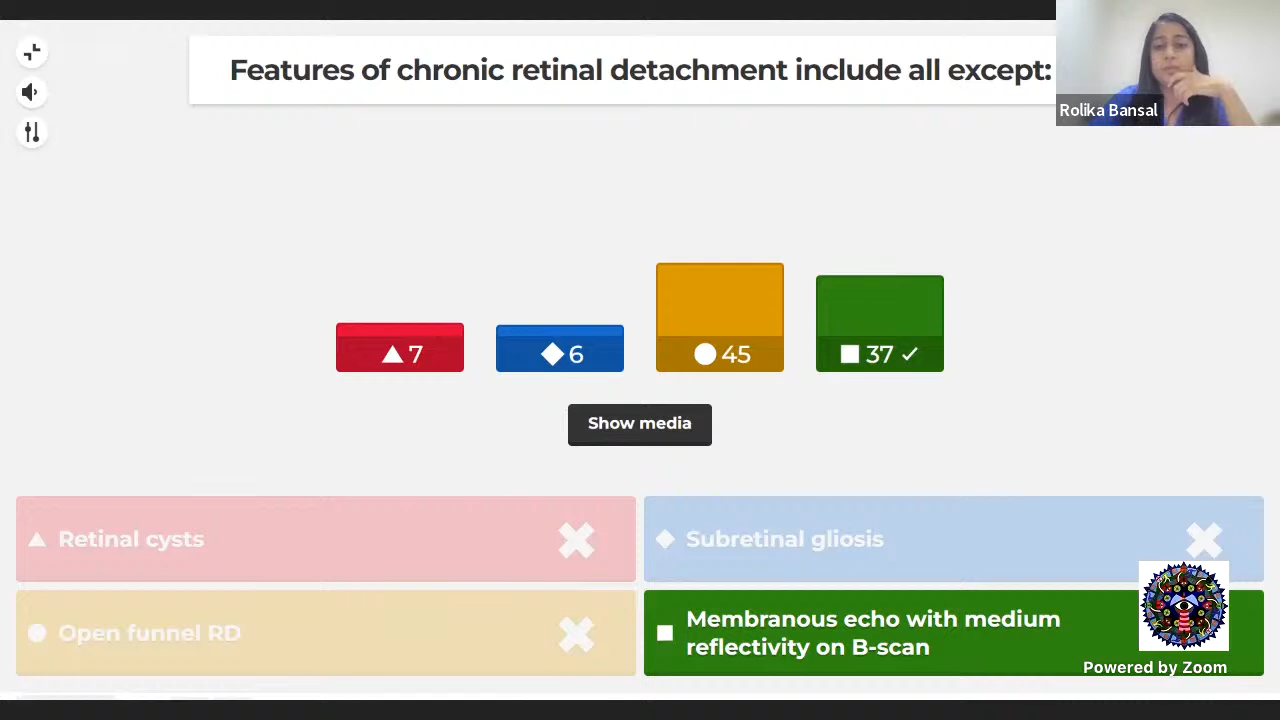 Features of chronic retinal detachment include all except:
Rolika Bansal
7
6
45
37
Show media
Retinal cysts
Subretinal gliosis
Open funnel RD
Membranous echo with medium
reflectivity on B-scan
Powered by Zoom